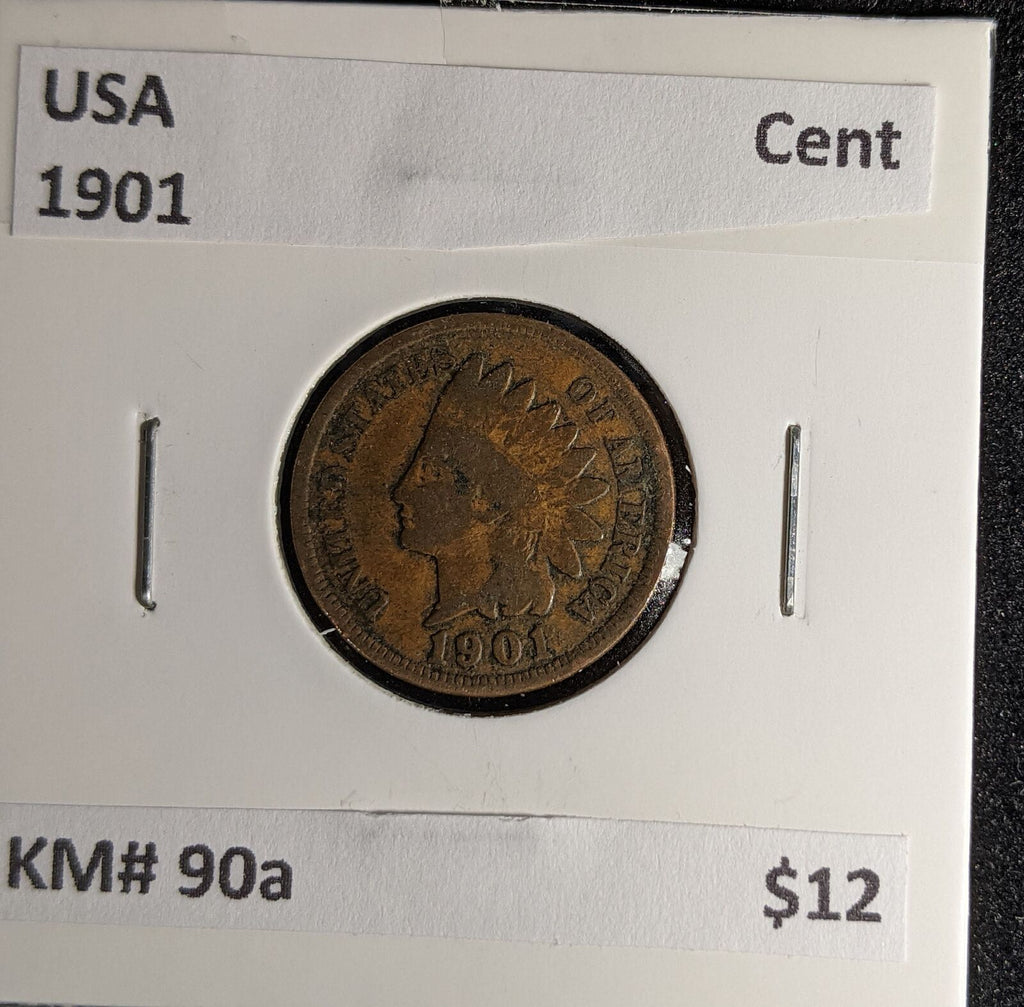 USA
Cent
1901
UNITED STATES OF AMERICA
1901
KM# 90a
$12